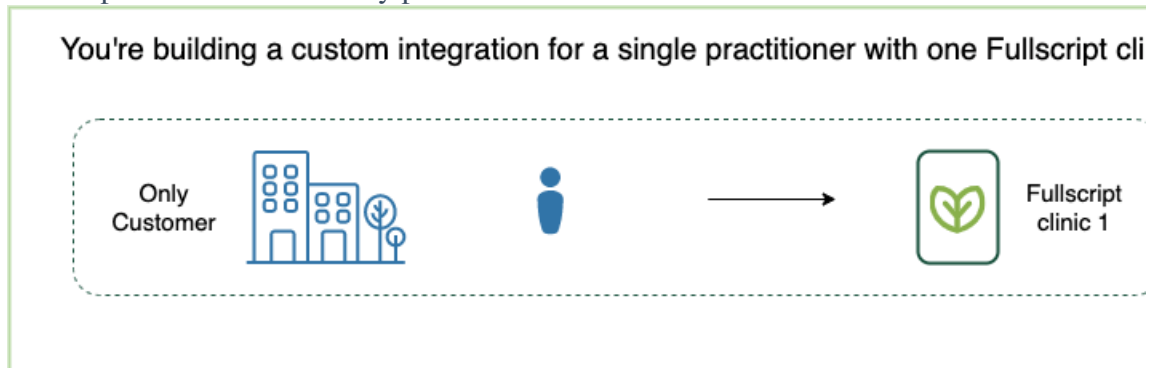 You're building a custom integration for a single practitioner with one Fullscript cli
Only
Customer
Fullscript
clinic 1